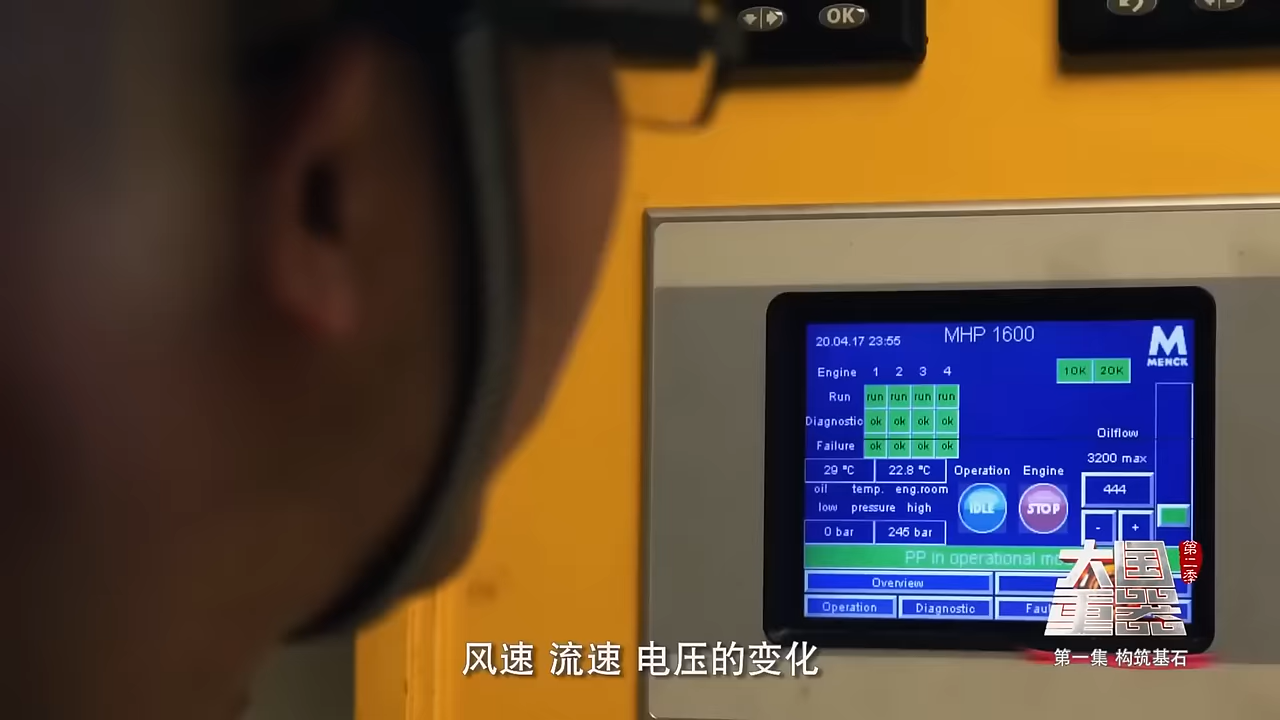 OK
20.04.17 23:55
MHP 1600
MENCK
Engine 1 2 3 4
10K 20K
Run run run run run
Diagnostic ok ok ok ok
Failure ok ok ok ok
Oilflow
3200 max
29 °C 22.8 °C
Operation Engine
oil temp. eng.room
444
low pressure high
IDLE STOP
- +
0 bar 245 bar
PP in operational mo
Overview
Operation Diagnostic Fau
大国重器
第二季
第一集 构筑基石
风速 流速 电压的变化